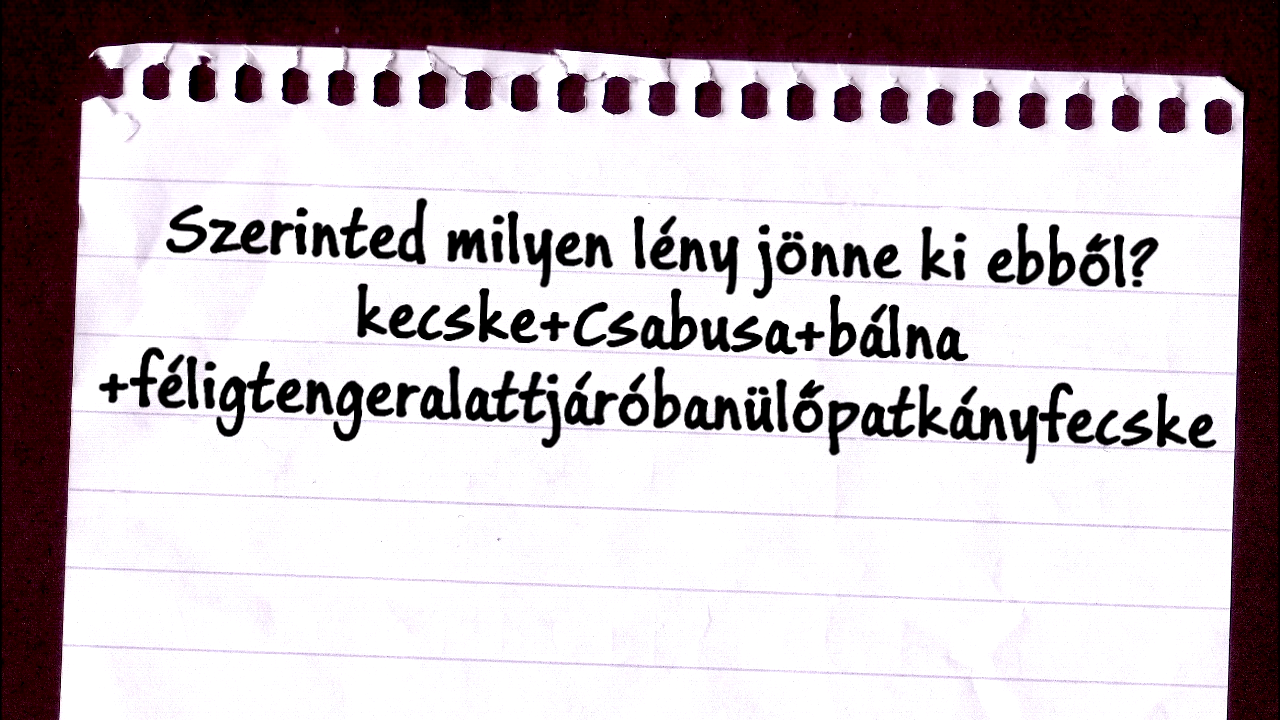 Szerinted milyen lény jönne ki ebből?
kecske+Csabusa+bálna
+féligtengeralattjáróbanülőpatkányfecske